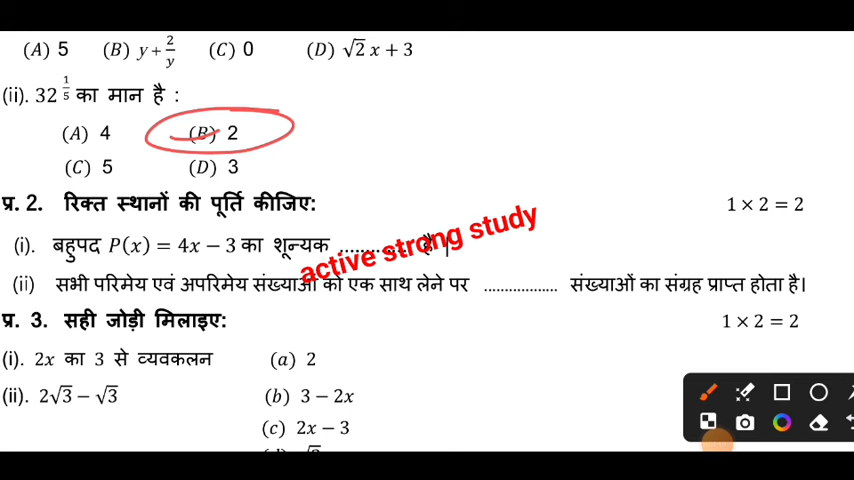 (A) 5 (B) y + 2/y (C) 0 (D) √2 x + 3
(ii). 32^(1/5) का मान है :
(A) 4 (B) 2
(C) 5 (D) 3
प्र. 2. रिक्त स्थानों की पूर्ति कीजिए: 1 × 2 = 2
(i). बहुपद P(x) = 4x − 3 का शून्यक ............ है |
active strong study
(ii) सभी परिमेय एवं अपरिमेय संख्याओं को एक साथ लेने पर .................. संख्याओं का संग्रह प्राप्त होता है।
प्र. 3. सही जोड़ी मिलाइए: 1 × 2 = 2
(i). 2x का 3 से व्यवकलन (a) 2
(ii). 2√3 − √3 (b) 3 − 2x
(c) 2x − 3